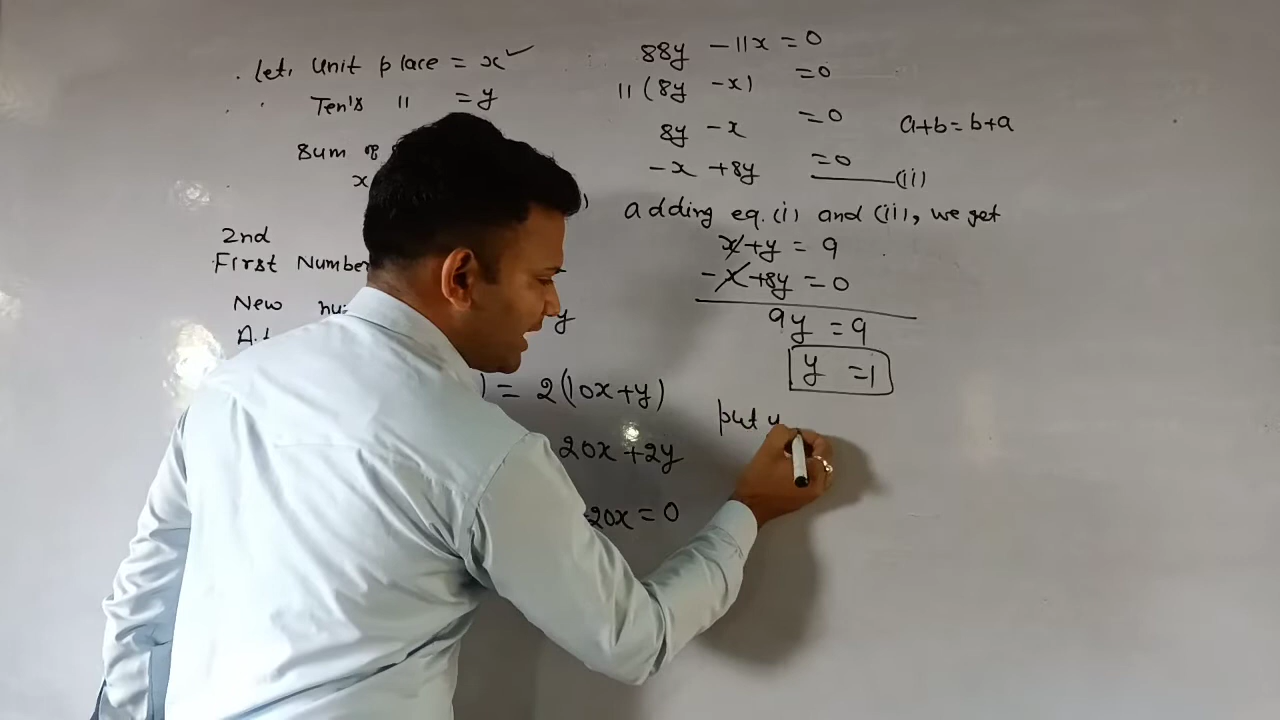 let, Unit place = x ✓
Ten's 〃 = y
Sum of
x
2nd
First Number
New nu
y
) = 2(10x+y)
20x+2y
-20x = 0
88y - 11x = 0
11(8y - x) = 0
8y - x = 0
a+b = b+a
-x + 8y = 0 ——(ii)
adding eq.(i) and (ii), we get
x+y = 9
-x+8y = 0
9y = 9
y = 1
put y